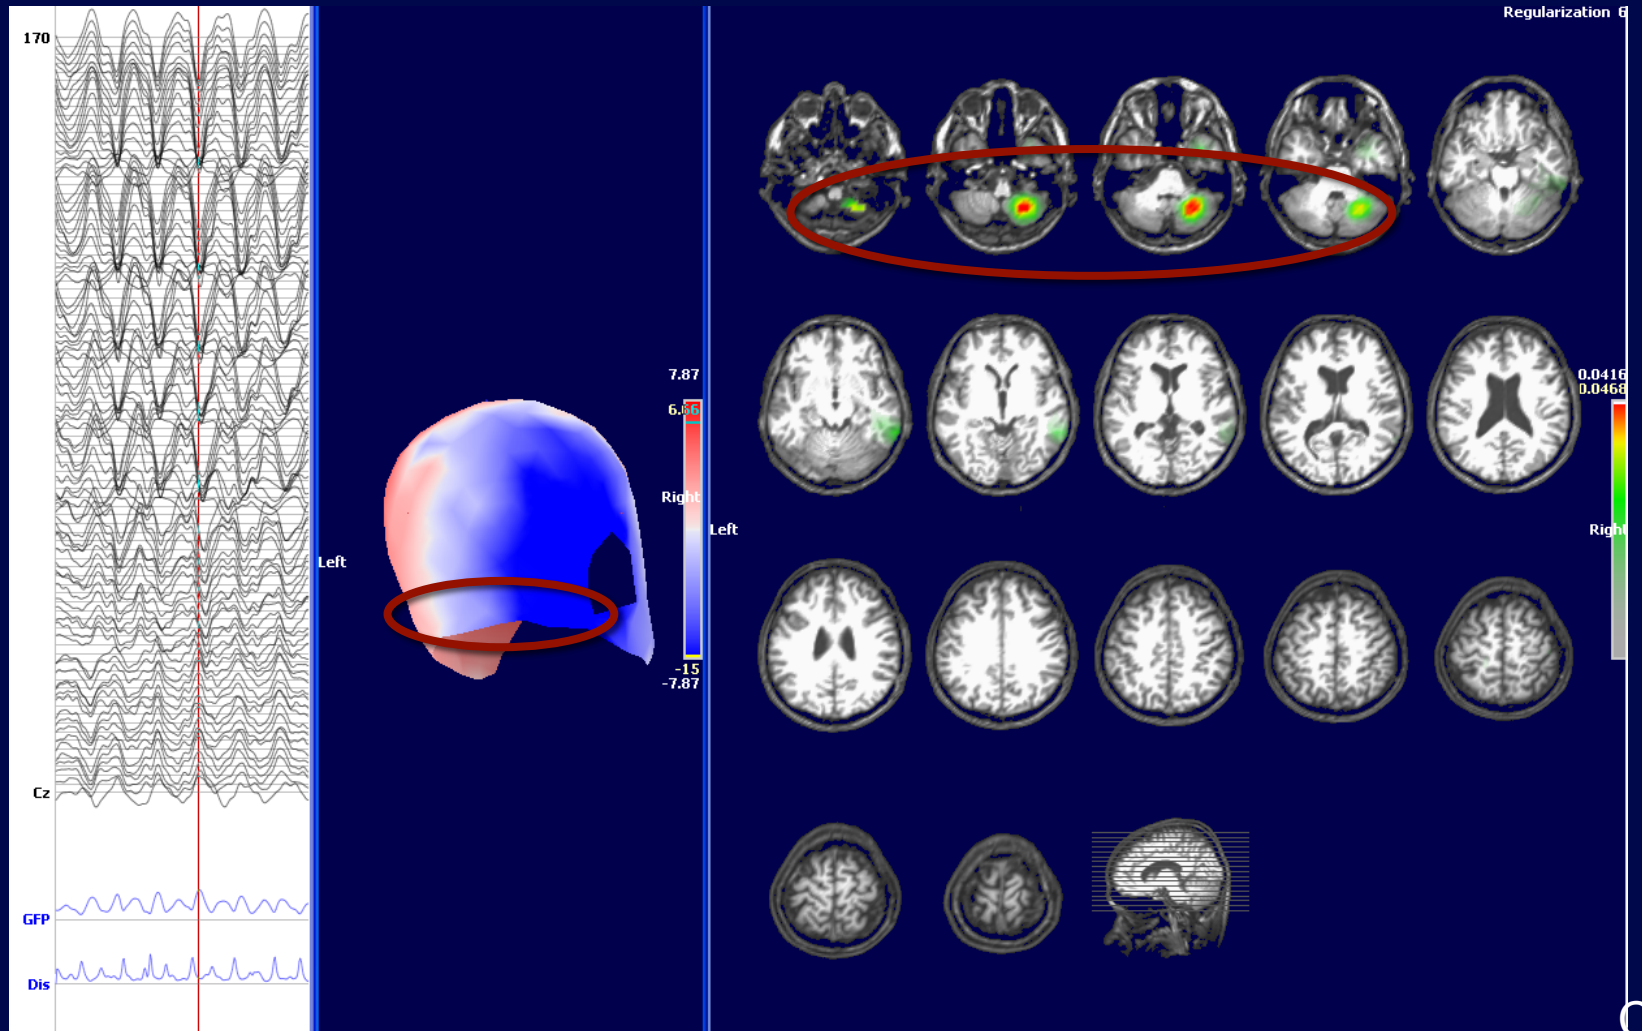 Regularization 6
170
Cz
GFP
Dis
Left
7.87
6.66
Right
-15
-7.87
Left
0.0416
0.0468
Right